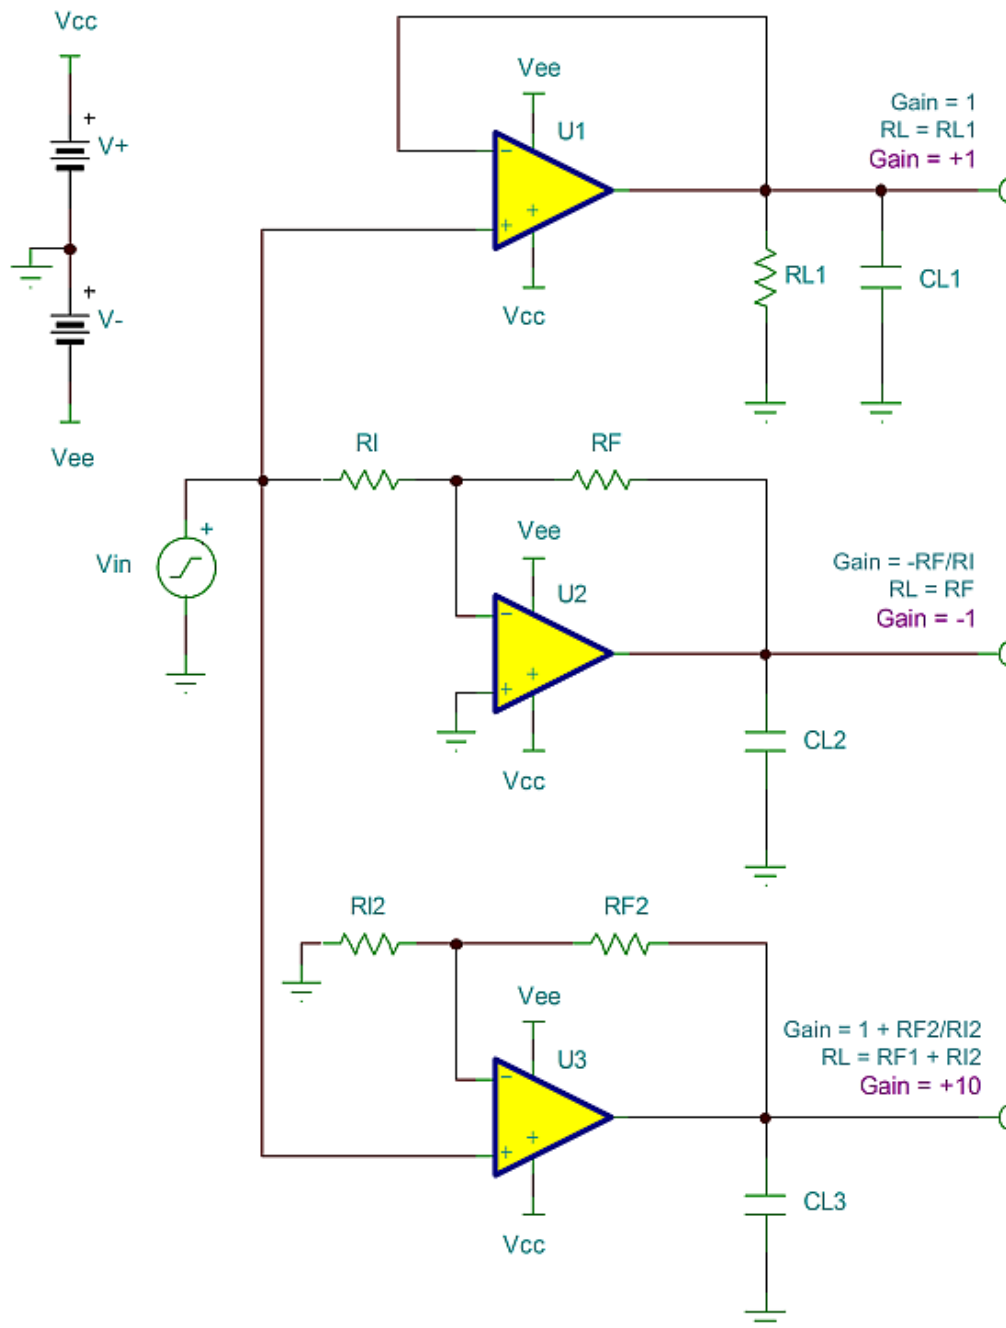 Vcc
+
V+
+
V-
Vee
Vee
U1
−
+
+
Vcc
RL1
CL1
Gain = 1
RL = RL1
Gain = +1
RI
RF
+
Vin
Vee
U2
−
+
+
Vcc
CL2
Gain = -RF/RI
RL = RF
Gain = -1
RI2
RF2
Vee
U3
−
+
+
Vcc
CL3
Gain = 1 + RF2/RI2
RL = RF1 + RI2
Gain = +10